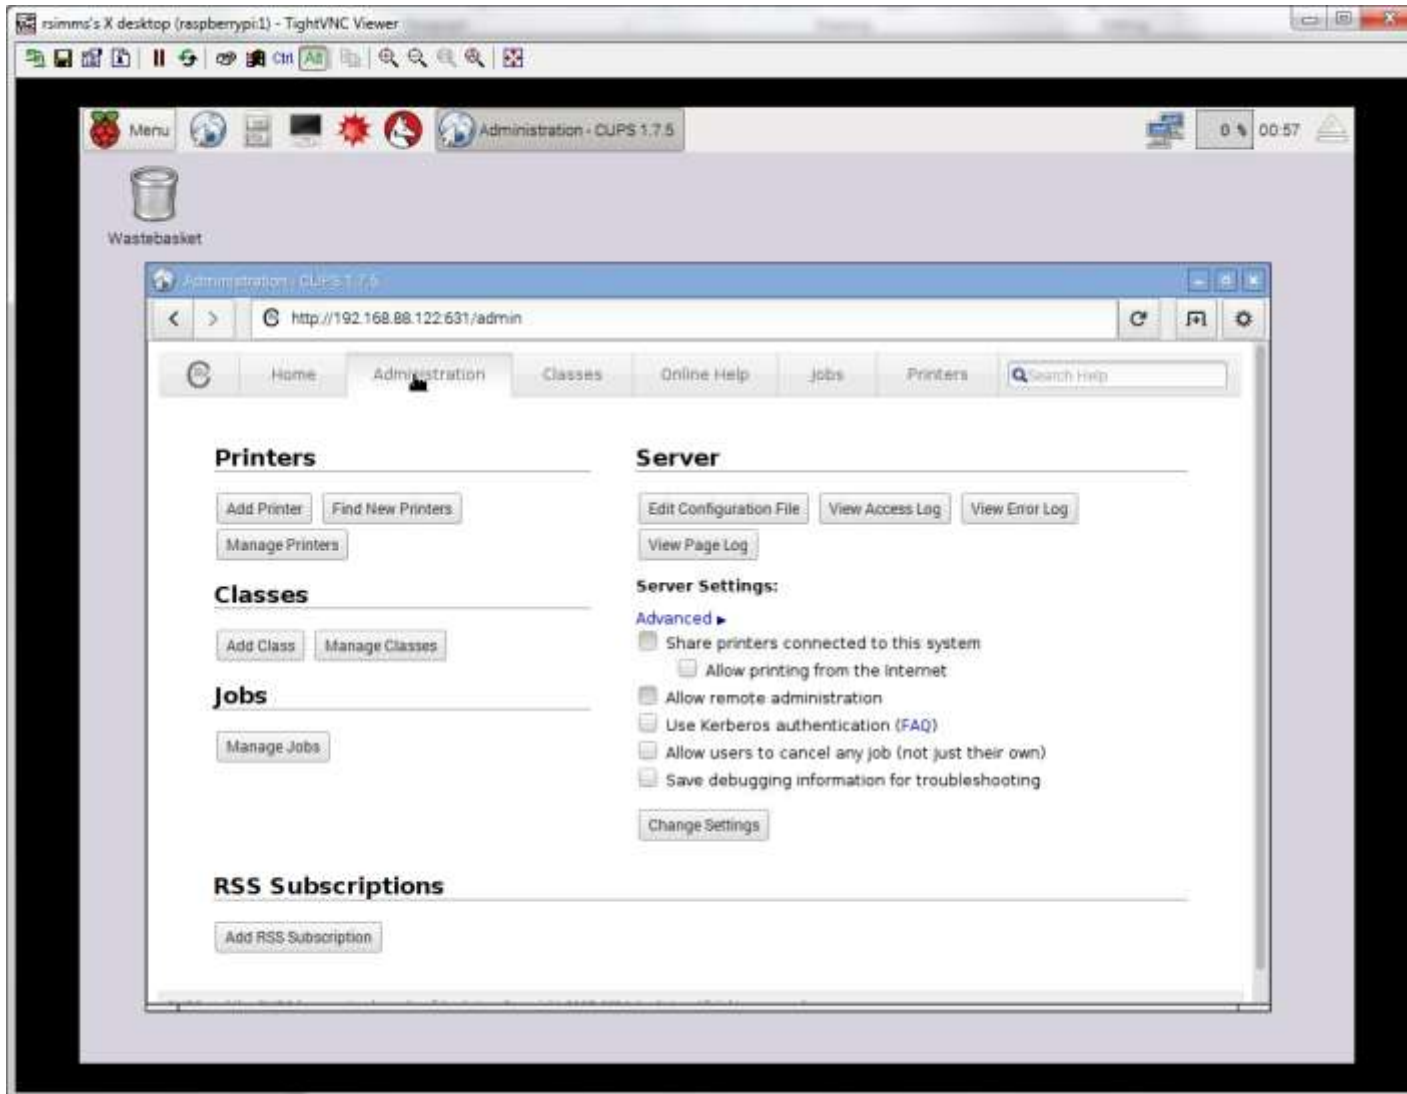 rsimms's X desktop (raspberrypi:1) - TightVNC Viewer
Ctrl Alt
Menu Administration - CUPS 1.7.5 0 % 00:57
Wastebasket
Administration - CUPS 1.7.5
http://192.168.88.122:631/admin
Home Administration Classes Online Help Jobs Printers Search Help
Printers
Add Printer Find New Printers
Manage Printers
Classes
Add Class Manage Classes
Jobs
Manage Jobs
Server
Edit Configuration File View Access Log View Error Log
View Page Log
Server Settings:
Advanced ▶
Share printers connected to this system
Allow printing from the Internet
Allow remote administration
Use Kerberos authentication (FAQ)
Allow users to cancel any job (not just their own)
Save debugging information for troubleshooting
Change Settings
RSS Subscriptions
Add RSS Subscription